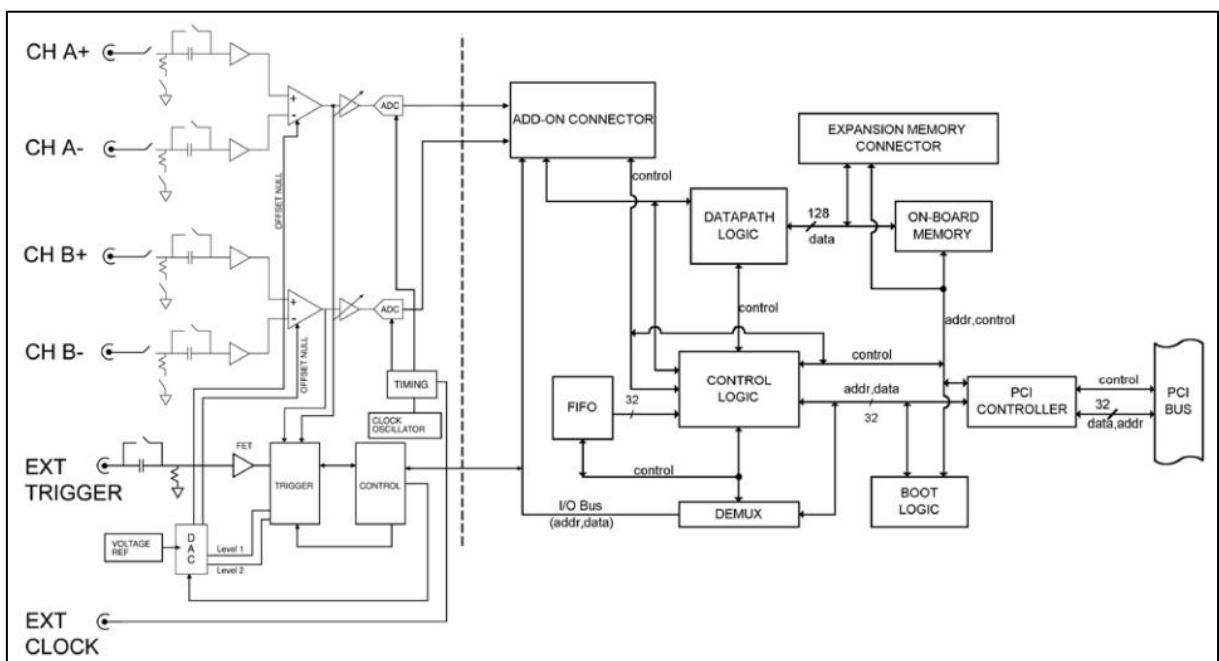 CH A+
CH A-
CH B+
CH B-
EXT
TRIGGER
EXT
CLOCK
+
-
ADC
OFFSET NULL
+
-
ADC
OFFSET NULL
TIMING
CLOCK
OSCILLATOR
FET
TRIGGER
CONTROL
VOLTAGE
REF
DAC
Level 1
Level 2
ADD-ON CONNECTOR
EXPANSION MEMORY
CONNECTOR
control
DATAPATH
LOGIC
128
data
ON-BOARD
MEMORY
control
addr,control
control
CONTROL
LOGIC
FIFO
32
addr,data
32
PCI
CONTROLLER
control
32
data,addr
PCI
BUS
control
I/O Bus
(addr,data)
DEMUX
BOOT
LOGIC